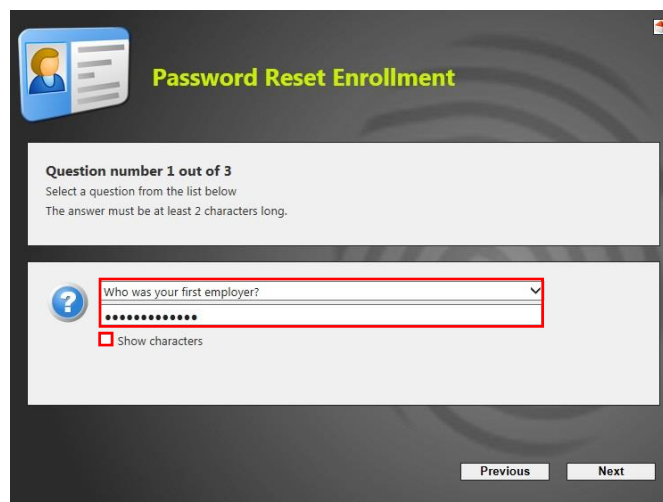 Password Reset Enrollment
Question number 1 out of 3
Select a question from the list below
The answer must be at least 2 characters long.
Who was your first employer?
•••••••••••••
Show characters
Previous Next